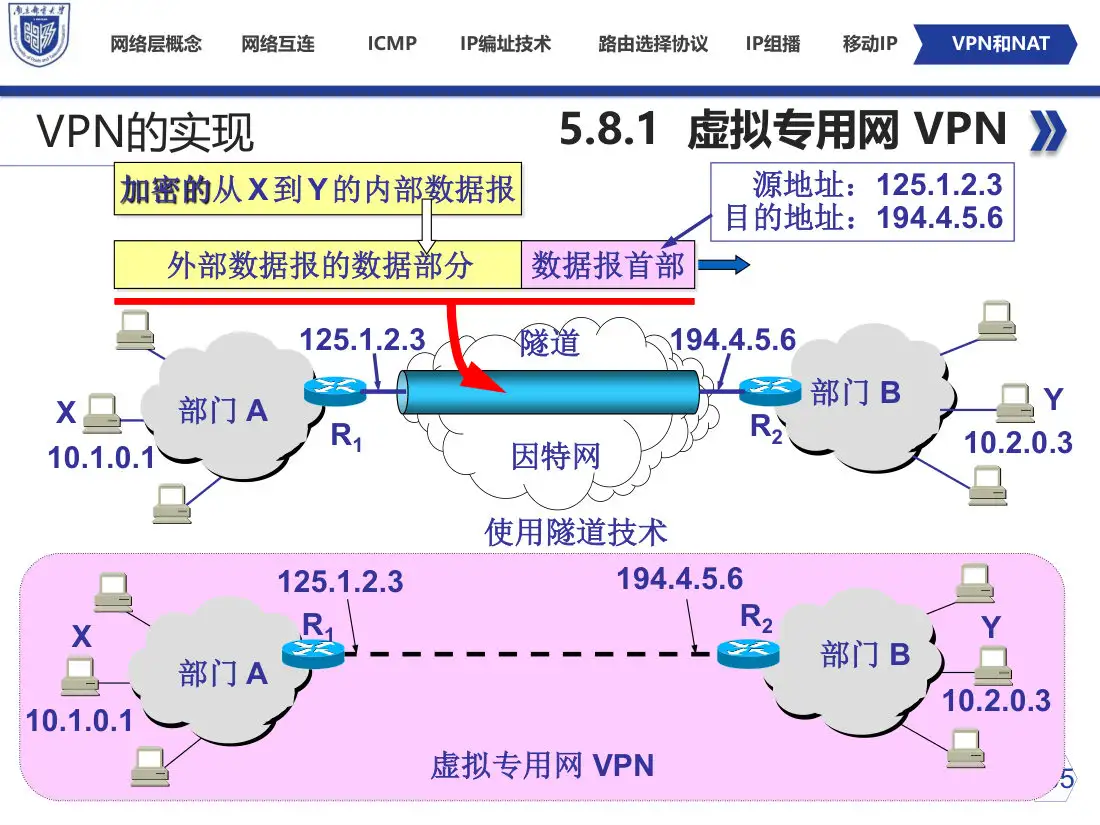 南京邮电大学
网络层概念 网络互连 ICMP IP编址技术 路由选择协议 IP组播 移动IP VPN和NAT
VPN的实现
5.8.1 虚拟专用网 VPN
加密的从 X 到 Y 的内部数据报
源地址：125.1.2.3
目的地址：194.4.5.6
外部数据报的数据部分 数据报首部
125.1.2.3 隧道 194.4.5.6
部门 A 部门 B
X Y
R1 R2
10.1.0.1 因特网 10.2.0.3
使用隧道技术
125.1.2.3 194.4.5.6
X R1 R2 Y
部门 A 部门 B
10.1.0.1 10.2.0.3
虚拟专用网 VPN
5